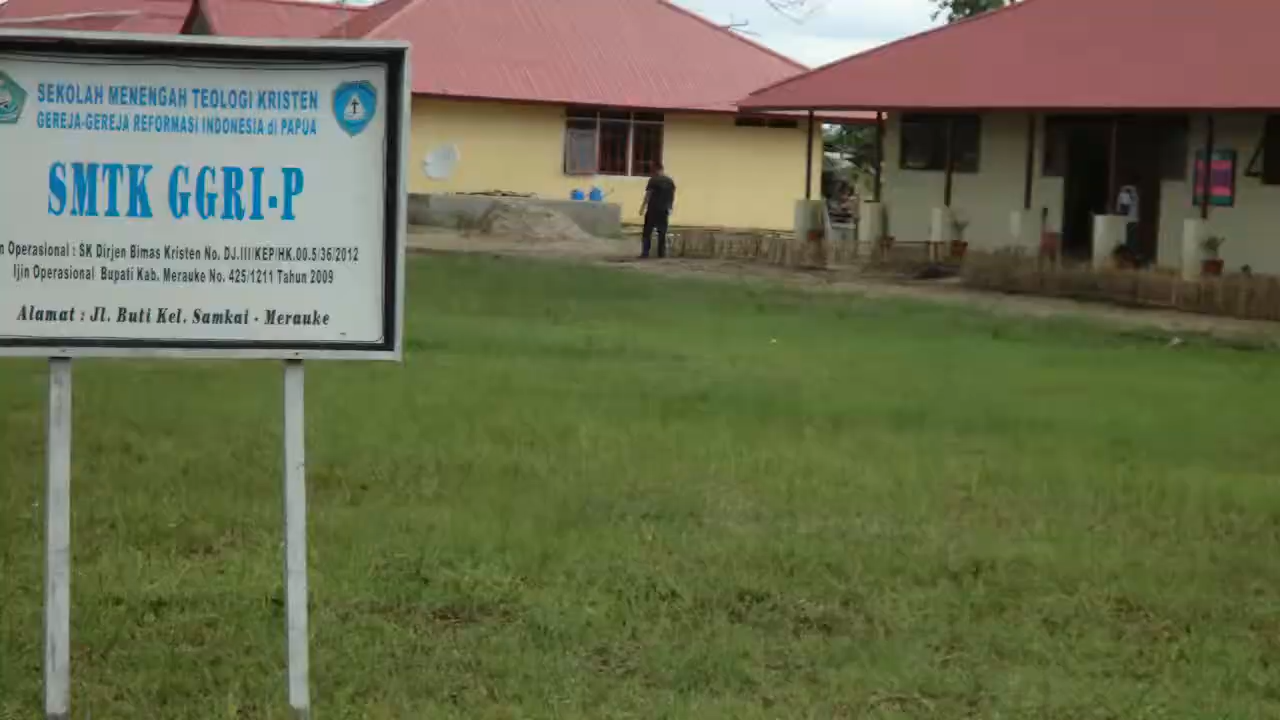 SEKOLAH MENENGAH TEOLOGI KRISTEN
GEREJA-GEREJA REFORMASI INDONESIA di PAPUA
SMTK GGRI-P
n Operasional : SK Dirjen Bimas Kristen No. DJ.III/KEP/HK.00.5/36/2012
Ijin Operasional Bupati Kab. Merauke No. 425/1211 Tahun 2009
Alamat : Jl. Buti Kel. Samkai - Merauke